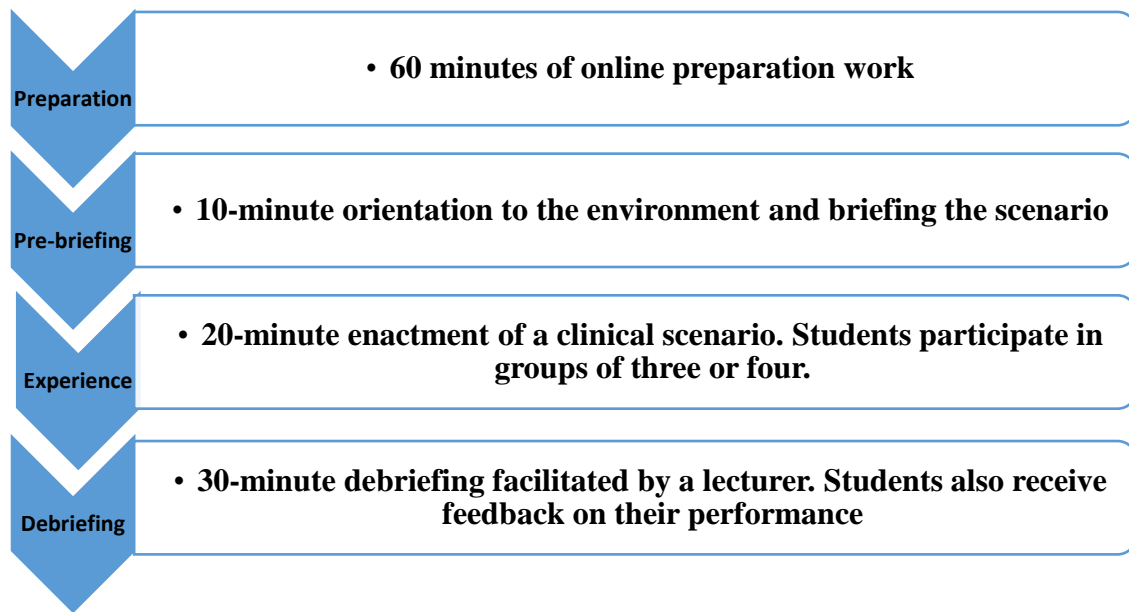 Preparation
• 60 minutes of online preparation work
Pre-briefing
• 10-minute orientation to the environment and briefing the scenario
Experience
• 20-minute enactment of a clinical scenario. Students participate in
groups of three or four.
Debriefing
• 30-minute debriefing facilitated by a lecturer. Students also receive
feedback on their performance